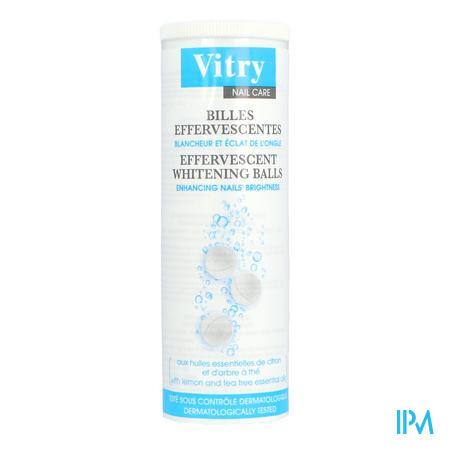 Vitry
NAIL CARE
BILLES
EFFERVESCENTES
BLANCHEUR ET ÉCLAT DE L'ONGLE
EFFERVESCENT
WHITENING BALLS
ENHANCING NAILS' BRIGHTNESS
aux huiles essentielles de citron
et d'arbre à thé
with lemon and tea tree essential oils
TESTÉ SOUS CONTRÔLE DERMATOLOGIQUE
DERMATOLOGICALLY TESTED
IPM